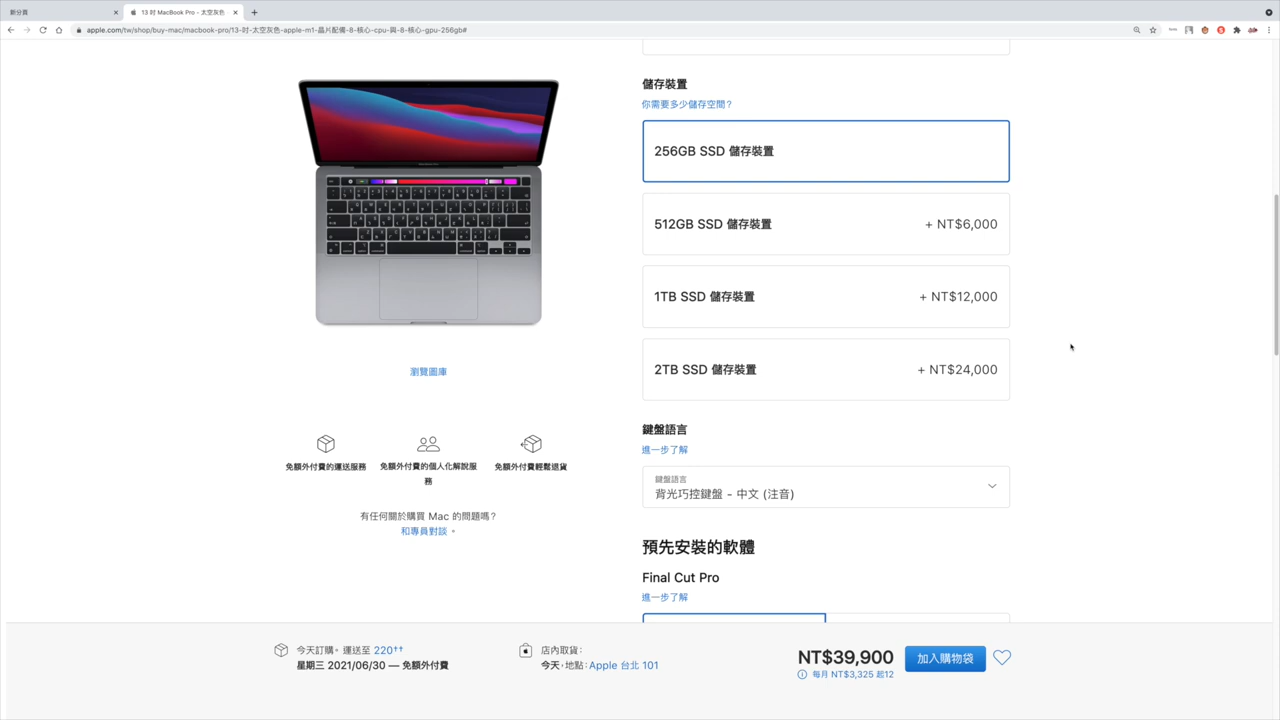 新分頁
13 吋 MacBook Pro - 太空灰色
apple.com/tw/shop/buy-mac/macbook-pro/13-吋-太空灰色-apple-m1-晶片配備-8-核心-cpu-與-8-核心-gpu-256gb#
儲存裝置
你需要多少儲存空間?
256GB SSD 儲存裝置
512GB SSD 儲存裝置 + NT$6,000
1TB SSD 儲存裝置 + NT$12,000
2TB SSD 儲存裝置 + NT$24,000
瀏覽圖庫
免額外付費的運送服務
免額外付費的個人化解說服
務
免額外付費輕鬆退貨
有任何關於購買 Mac 的問題嗎?
和專員對談。
鍵盤語言
進一步了解
鍵盤語言
背光巧控鍵盤 - 中文 (注音)
預先安裝的軟體
Final Cut Pro
進一步了解
今天訂購。運送至 220††
星期三 2021/06/30 — 免額外付費
店內取貨:
今天,地點: Apple 台北 101
NT$39,900
每月 NT$3,325 起12
加入購物袋